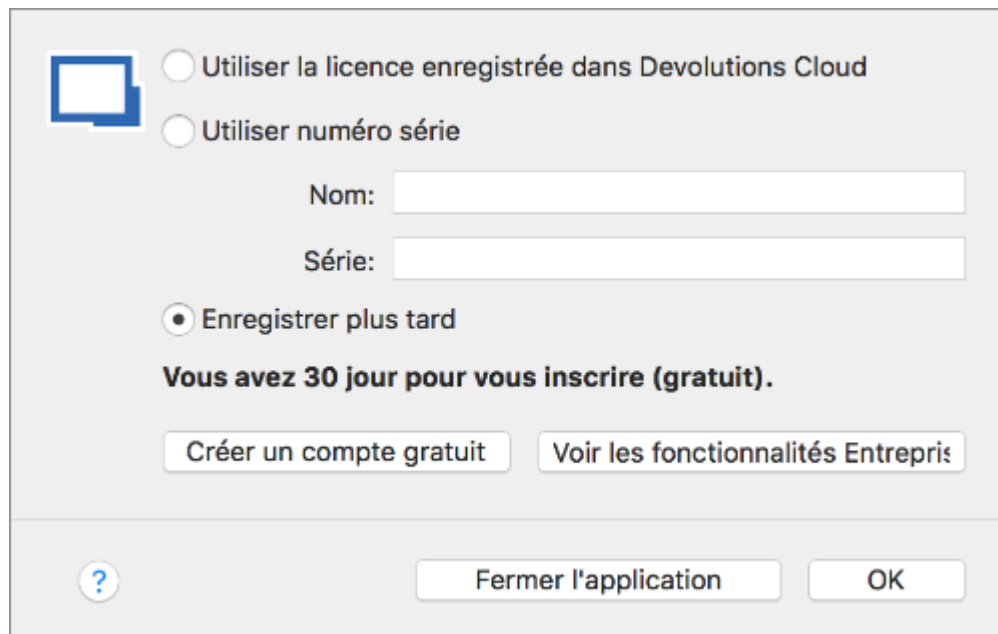 Utiliser la licence enregistrée dans Devolutions Cloud
Utiliser numéro série
Nom:
Série:
Enregistrer plus tard
Vous avez 30 jour pour vous inscrire (gratuit).
Créer un compte gratuit Voir les fonctionnalités Entrepris
? Fermer l'application OK